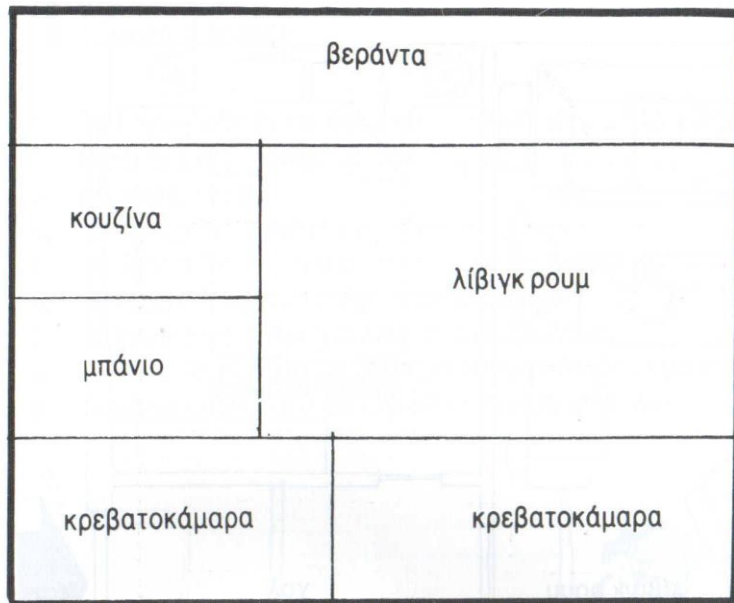 βεράντα
κουζίνα
λίβιγκ ρουμ
μπάνιο
κρεβατοκάμαρα
κρεβατοκάμαρα